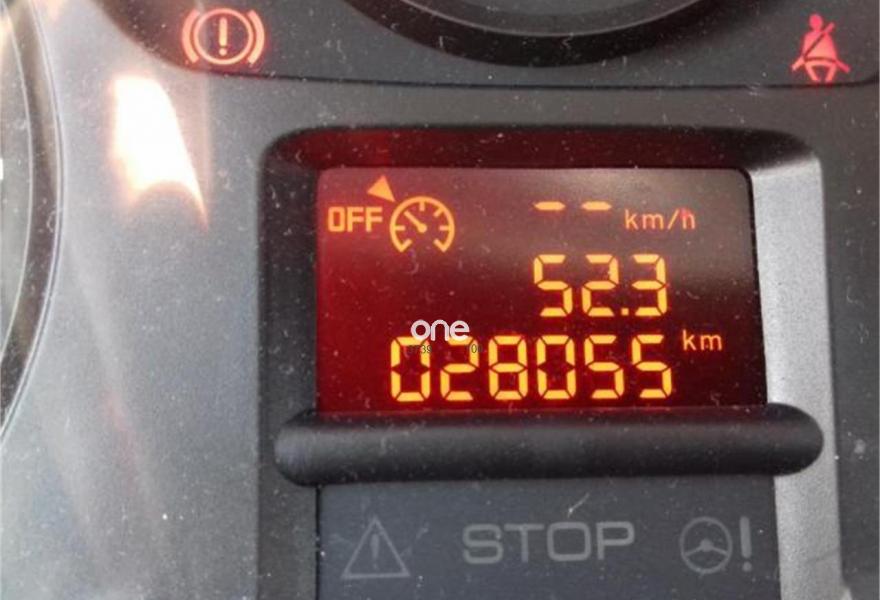 OFF
-- km/h
52.3
one
028055 km
STOP